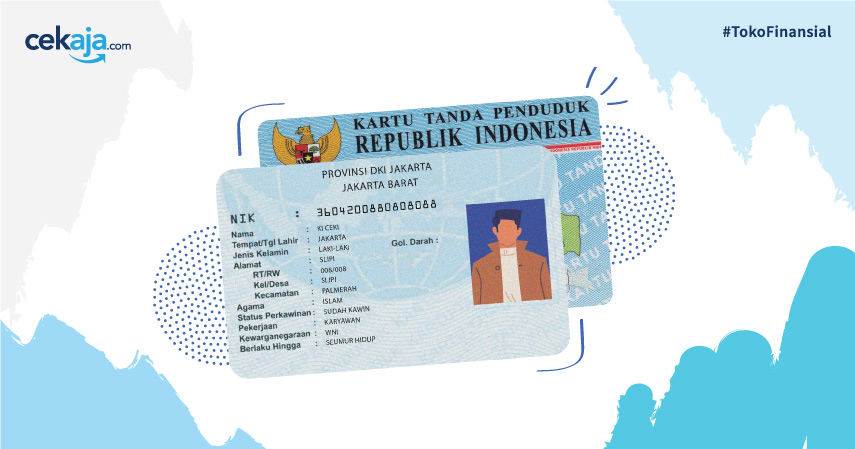 cekaja.com
#TokoFinansial
KARTU TANDA PENDUDUK
REPUBLIK INDONESIA
PROVINSI DKI JAKARTA
JAKARTA BARAT
NIK : 3604200880808088
Nama : KI CEKI
Tempat/Tgl Lahir : JAKARTA
Jenis Kelamin : LAKI-LAKI Gol. Darah :
Alamat : SLIPI
RT/RW : 008/008
Kel/Desa : SLIPI
Kecamatan : PALMERAH
Agama : ISLAM
Status Perkawinan : SUDAH KAWIN
Pekerjaan : KARYAWAN
Kewarganegaraan : WNI
Berlaku Hingga : SEUMUR HIDUP